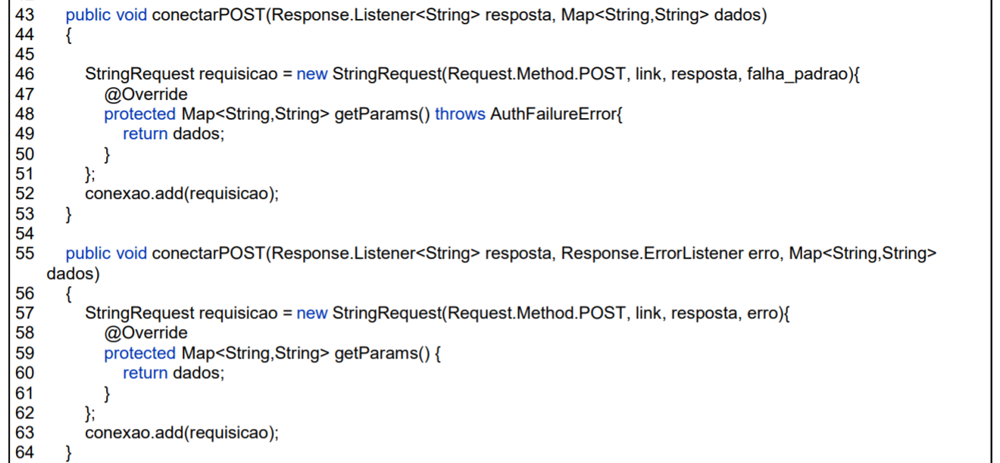 43 public void conectarPOST(Response.Listener<String> resposta, Map<String,String> dados)
44 {
45
46 StringRequest requisicao = new StringRequest(Request.Method.POST, link, resposta, falha_padrao){
47 @Override
48 protected Map<String,String> getParams() throws AuthFailureError{
49 return dados;
50 }
51 };
52 conexao.add(requisicao);
53 }
54
55 public void conectarPOST(Response.Listener<String> resposta, Response.ErrorListener erro, Map<String,String>
dados)
56 {
57 StringRequest requisicao = new StringRequest(Request.Method.POST, link, resposta, erro){
58 @Override
59 protected Map<String,String> getParams() {
60 return dados;
61 }
62 };
63 conexao.add(requisicao);
64 }